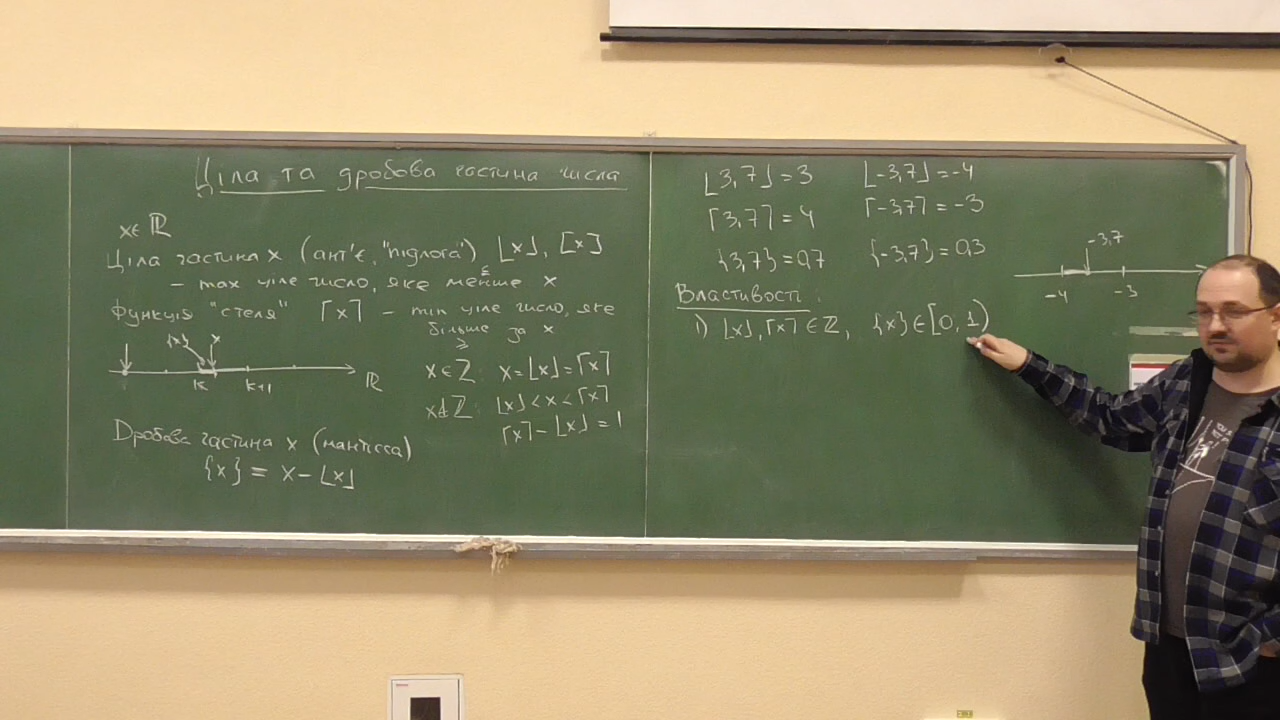 Ціла та дробова частина числа
x∈ℝ
Ціла частина x (ант'є, "підлога") ⌊x⌋, [x]
– max ціле число, яке менше x
≤
Функція "стеля" ⌈x⌉ – min ціле число, яке
більше за x
≥
{x} x
k k+1 ℝ
x∈ℤ: x=⌊x⌋=⌈x⌉
x∉ℤ: ⌊x⌋<x<⌈x⌉
⌈x⌉–⌊x⌋=1
Дробова частина x (мантисса)
{x} = x–⌊x⌋
⌊3,7⌋=3 ⌊-3,7⌋=-4
⌈3,7⌉=4 ⌈-3,7⌉=-3
{3,7}=0,7 {-3,7}=0,3
-3,7
-4 -3
Властивості:
1) ⌊x⌋,⌈x⌉∈ℤ, {x}∈[0,1)